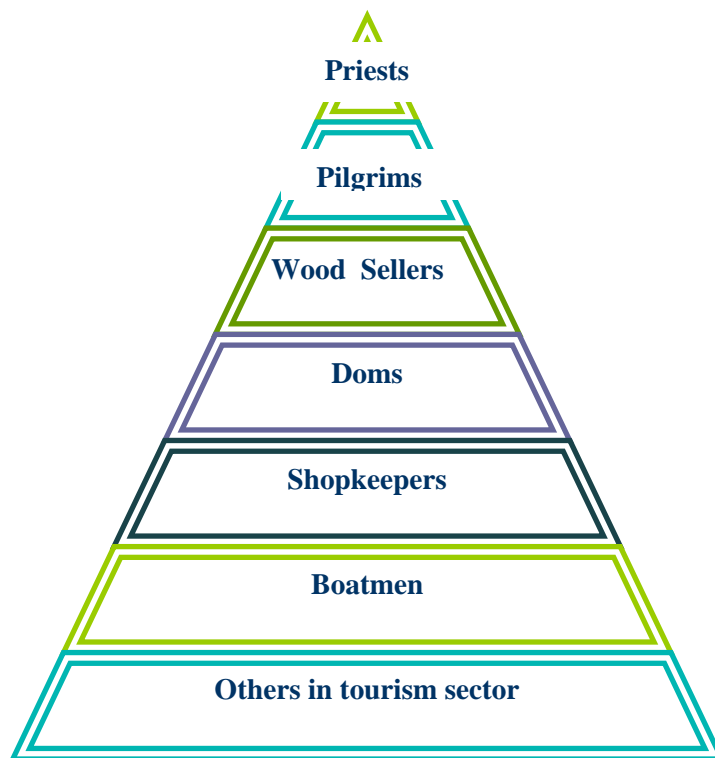 Priests
Pilgrims
Wood Sellers
Doms
Shopkeepers
Boatmen
Others in tourism sector